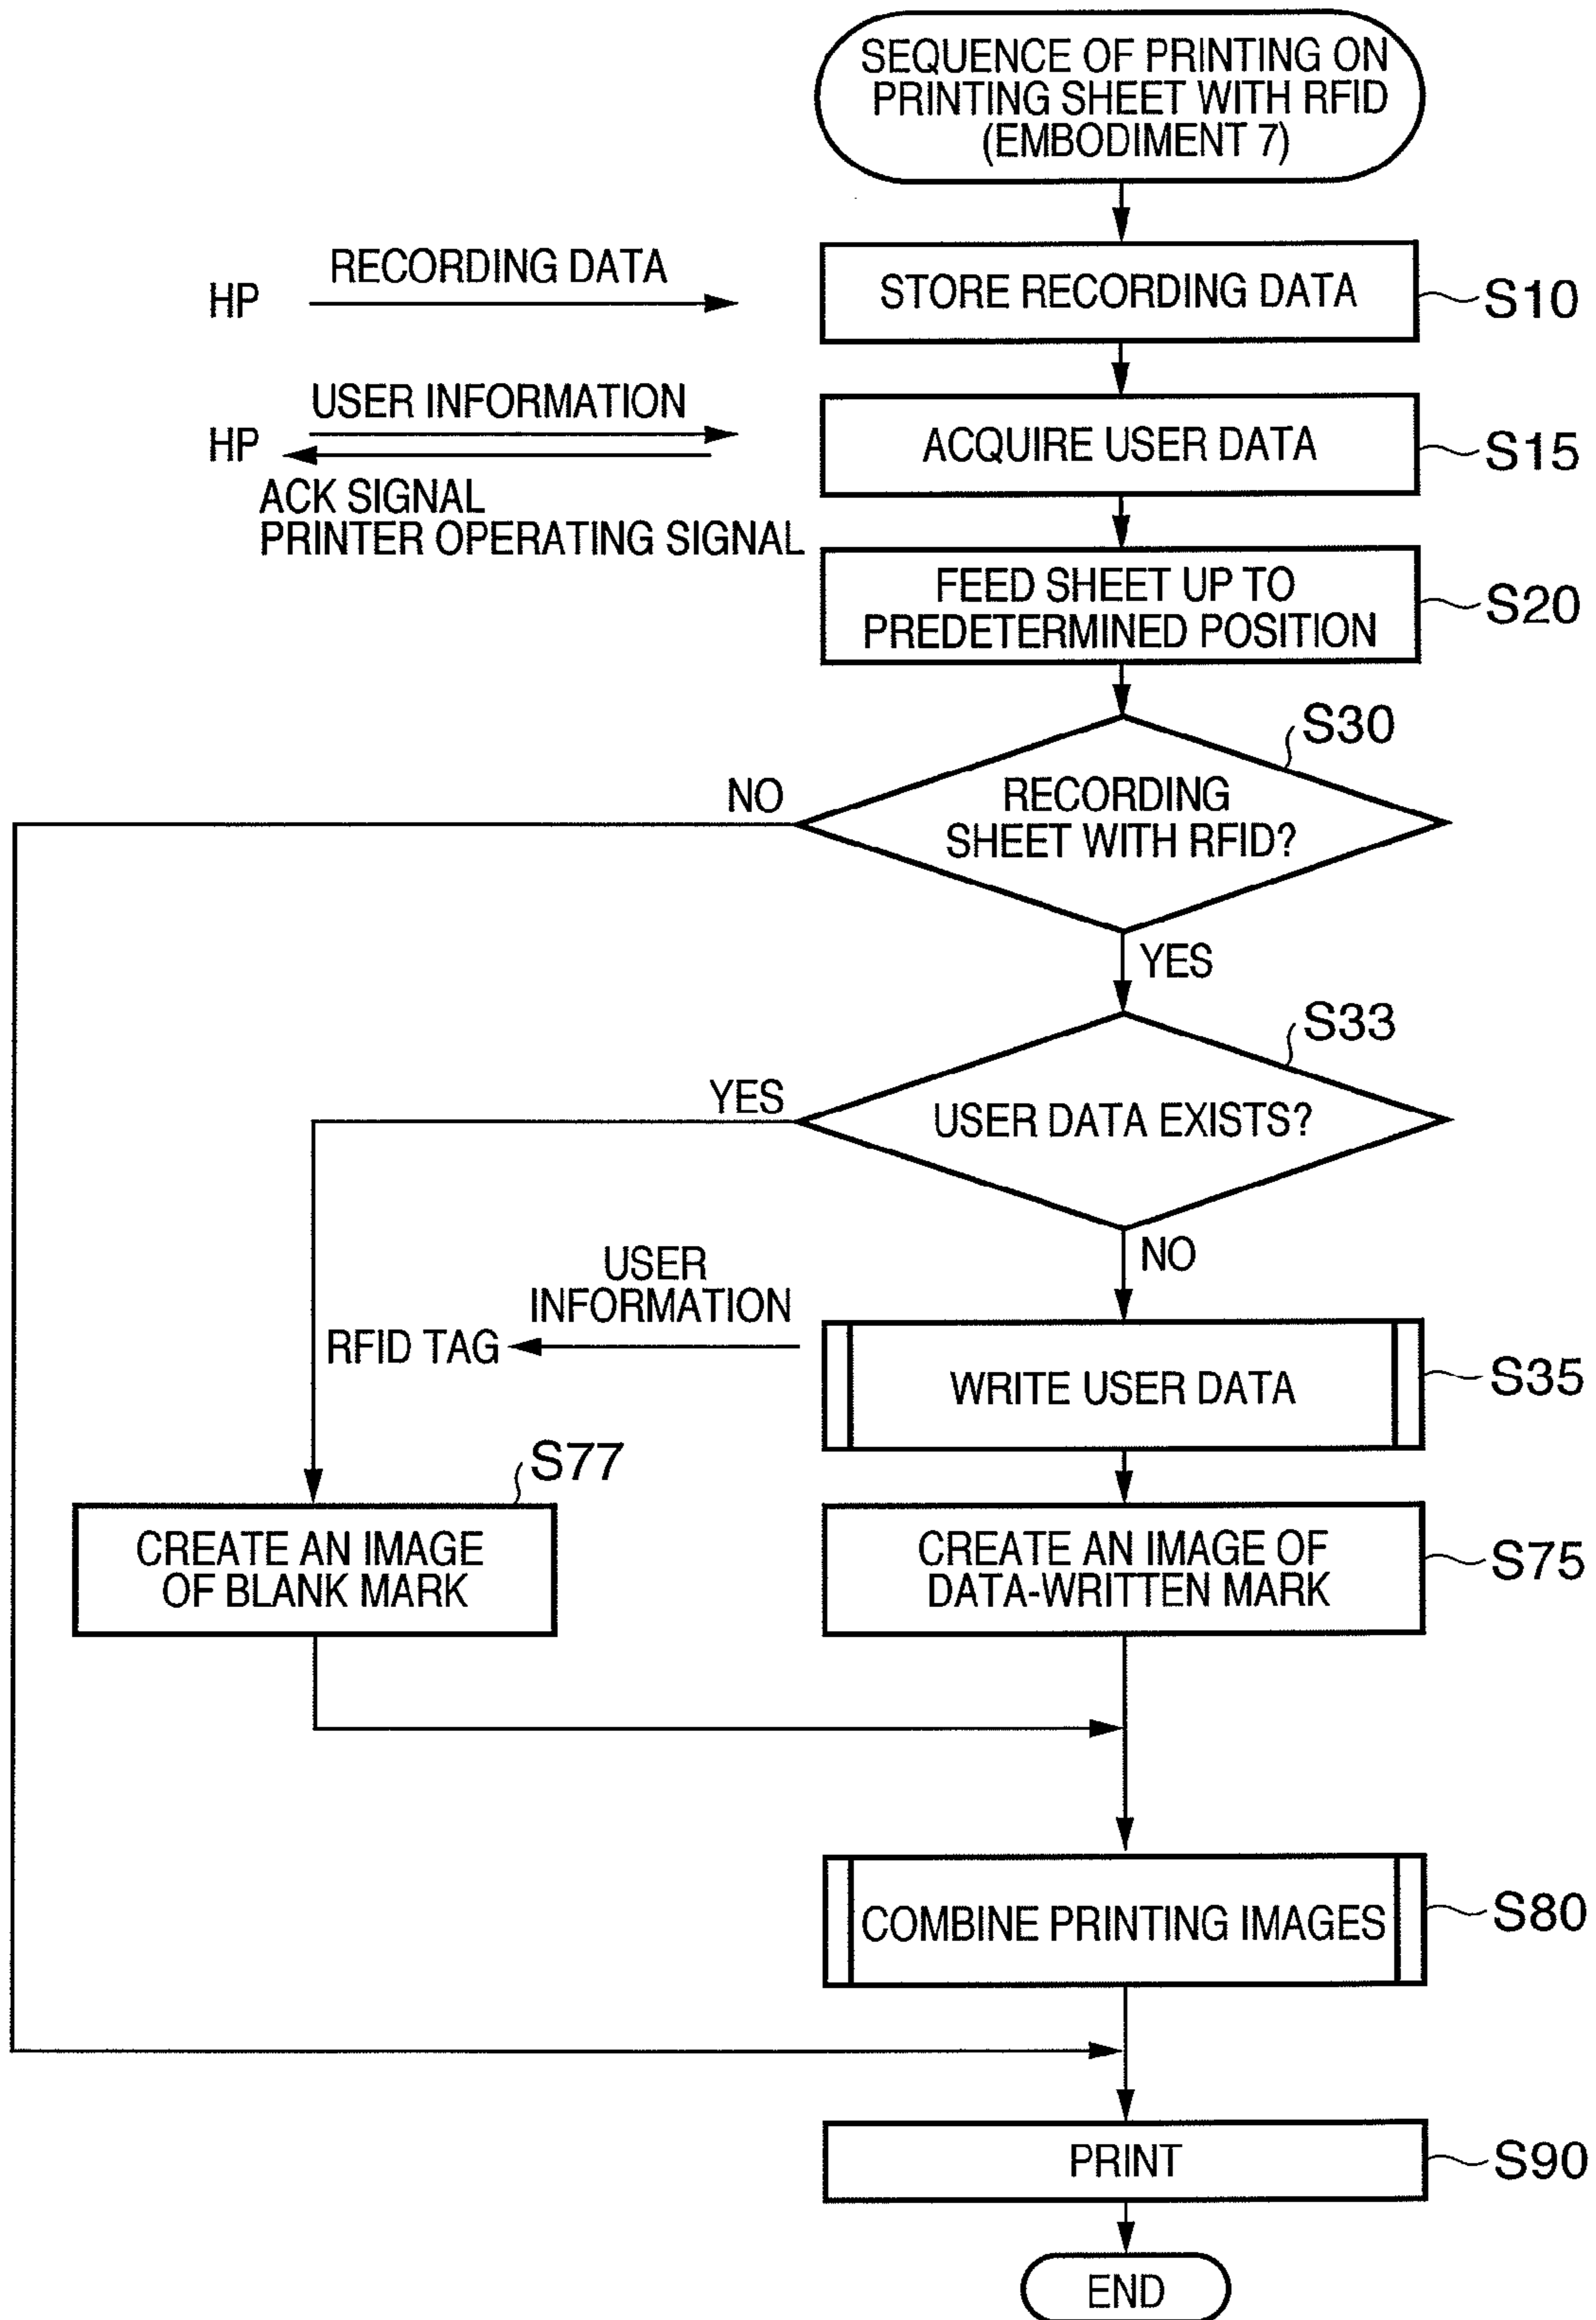 SEQUENCE OF PRINTING ON
PRINTING SHEET WITH RFID
(EMBODIMENT 7)
RECORDING DATA
HP
STORE RECORDING DATA
S10
USER INFORMATION
HP
ACK SIGNAL
PRINTER OPERATING SIGNAL
ACQUIRE USER DATA
S15
FEED SHEET UP TO
PREDETERMINED POSITION
S20
S30
NO
RECORDING
SHEET WITH RFID?
YES
S33
YES
USER DATA EXISTS?
NO
USER
INFORMATION
RFID TAG
WRITE USER DATA
S35
S77
CREATE AN IMAGE
OF BLANK MARK
CREATE AN IMAGE OF
DATA-WRITTEN MARK
S75
COMBINE PRINTING IMAGES
S80
PRINT
S90
END